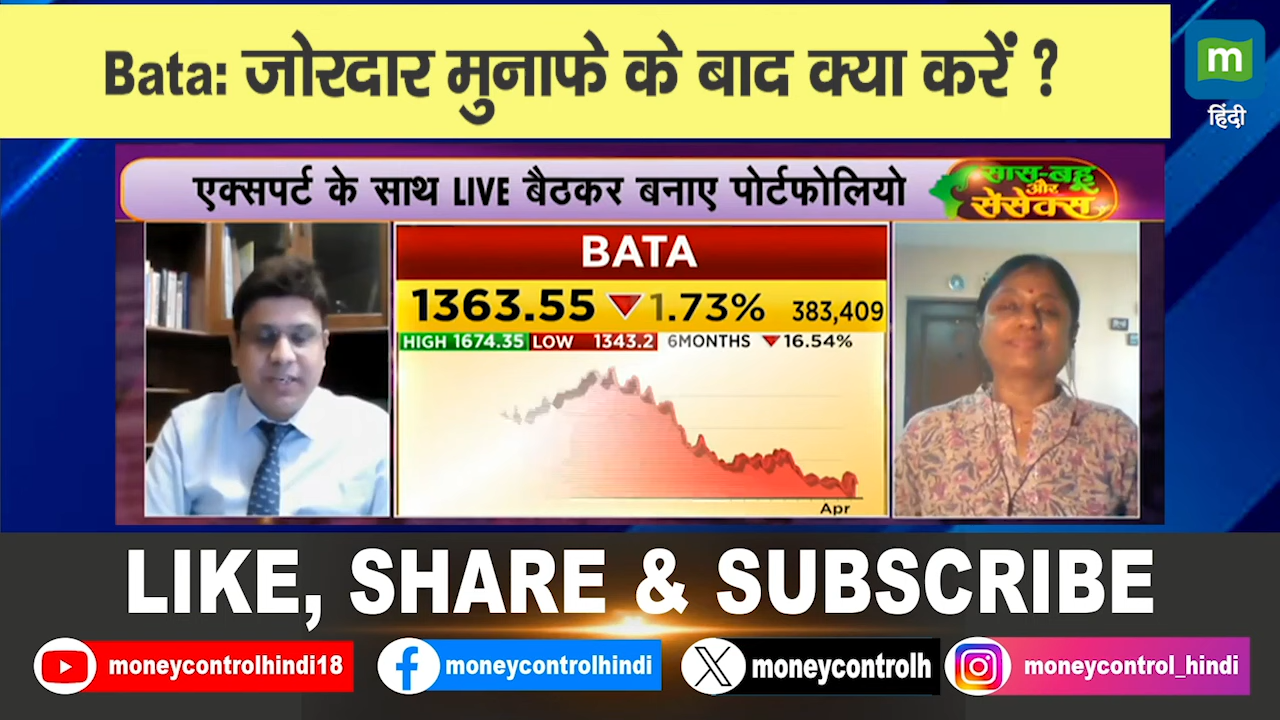 Bata: जोरदार मुनाफे के बाद क्या करें ?
m
हिंदी
एक्सपर्ट के साथ LIVE बैठकर बनाए पोर्टफोलियो
सास-बहू
और
सेंसेक्स
BATA
1363.55 1.73% 383,409
HIGH 1674.35 LOW 1343.2 6MONTHS 16.54%
Apr
LIKE, SHARE & SUBSCRIBE
moneycontrolhindi18 moneycontrolhindi moneycontrolh moneycontrol_hindi